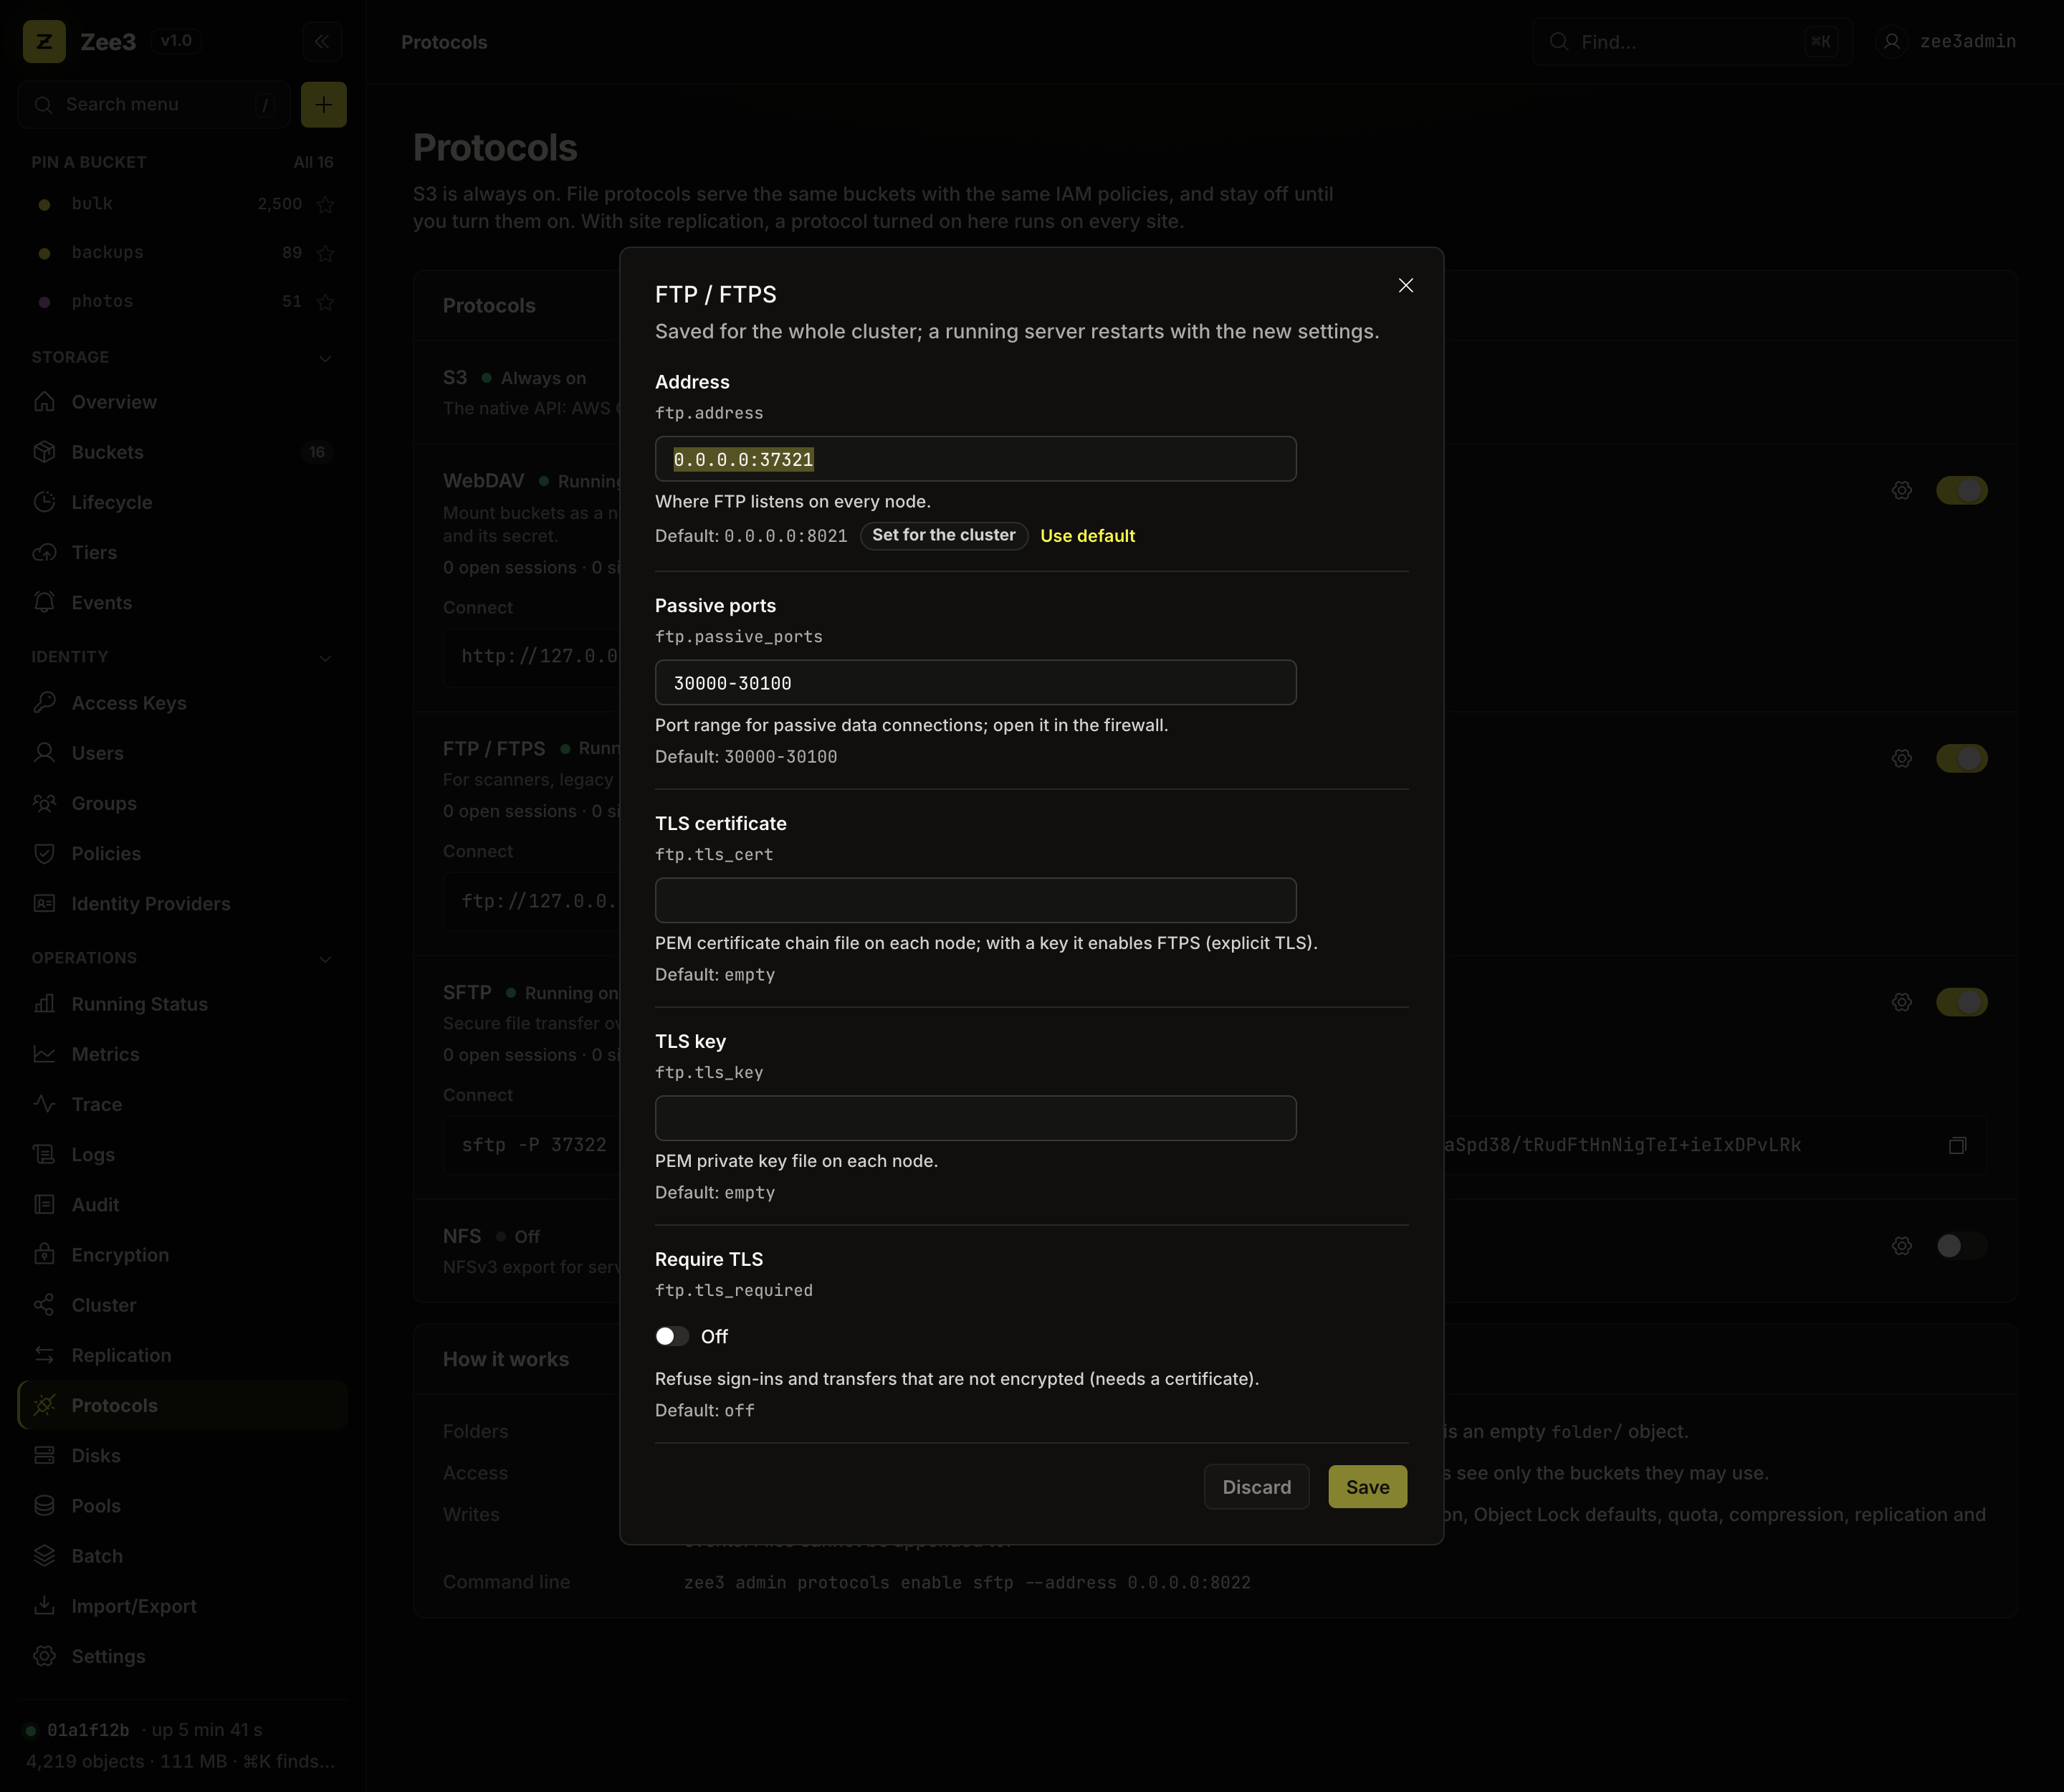 Zee3 v1.0
Search menu /
PIN A BUCKET All 16
bulk 2,500
backups 89
photos 51
STORAGE
Overview
Buckets 16
Lifecycle
Tiers
Events
IDENTITY
Access Keys
Users
Groups
Policies
Identity Providers
OPERATIONS
Running Status
Metrics
Trace
Logs
Audit
Encryption
Cluster
Replication
Protocols
Disks
Pools
Batch
Import/Export
Settings
01a1f12b · up 5 min 41 s
4,219 objects · 111 MB · ⌘K finds...
Protocols
Find... ⌘K
zee3admin
Protocols
S3 is always on. File protocols serve the same buckets with the same IAM policies, and stay off until
you turn them on. With site replication, a protocol turned on here runs on every site.
Protocols
S3 Always on
The native API: AWS
WebDAV Running
Mount buckets as a
and its secret.
0 open sessions · 0
Connect
http://127.0.0
FTP / FTPS
For scanners, legacy
0 open sessions · 0
Connect
ftp://127.0.0.
SFTP Running on
Secure file transfer
0 open sessions · 0
Connect
sftp -P 37322
aSpd38/tRudFtHnNigTeI+ieIxDPvLRk
NFS Off
NFSv3 export for
How it works
Folders
is an empty folder/ object.
Access
see only the buckets they may use.
Writes
Object Lock defaults, quota, compression, replication and
Command line zee3 admin protocols enable sftp --address 0.0.0.0:8022
FTP / FTPS
Saved for the whole cluster; a running server restarts with the new settings.
Address
ftp.address
0.0.0.0:37321
Where FTP listens on every node.
Default: 0.0.0.0:8021 Set for the cluster Use default
Passive ports
ftp.passive_ports
30000-30100
Port range for passive data connections; open it in the firewall.
Default: 30000-30100
TLS certificate
ftp.tls_cert
PEM certificate chain file on each node; with a key it enables FTPS (explicit TLS).
Default: empty
TLS key
ftp.tls_key
PEM private key file on each node.
Default: empty
Require TLS
ftp.tls_required
Off
Refuse sign-ins and transfers that are not encrypted (needs a certificate).
Default: off
Discard Save